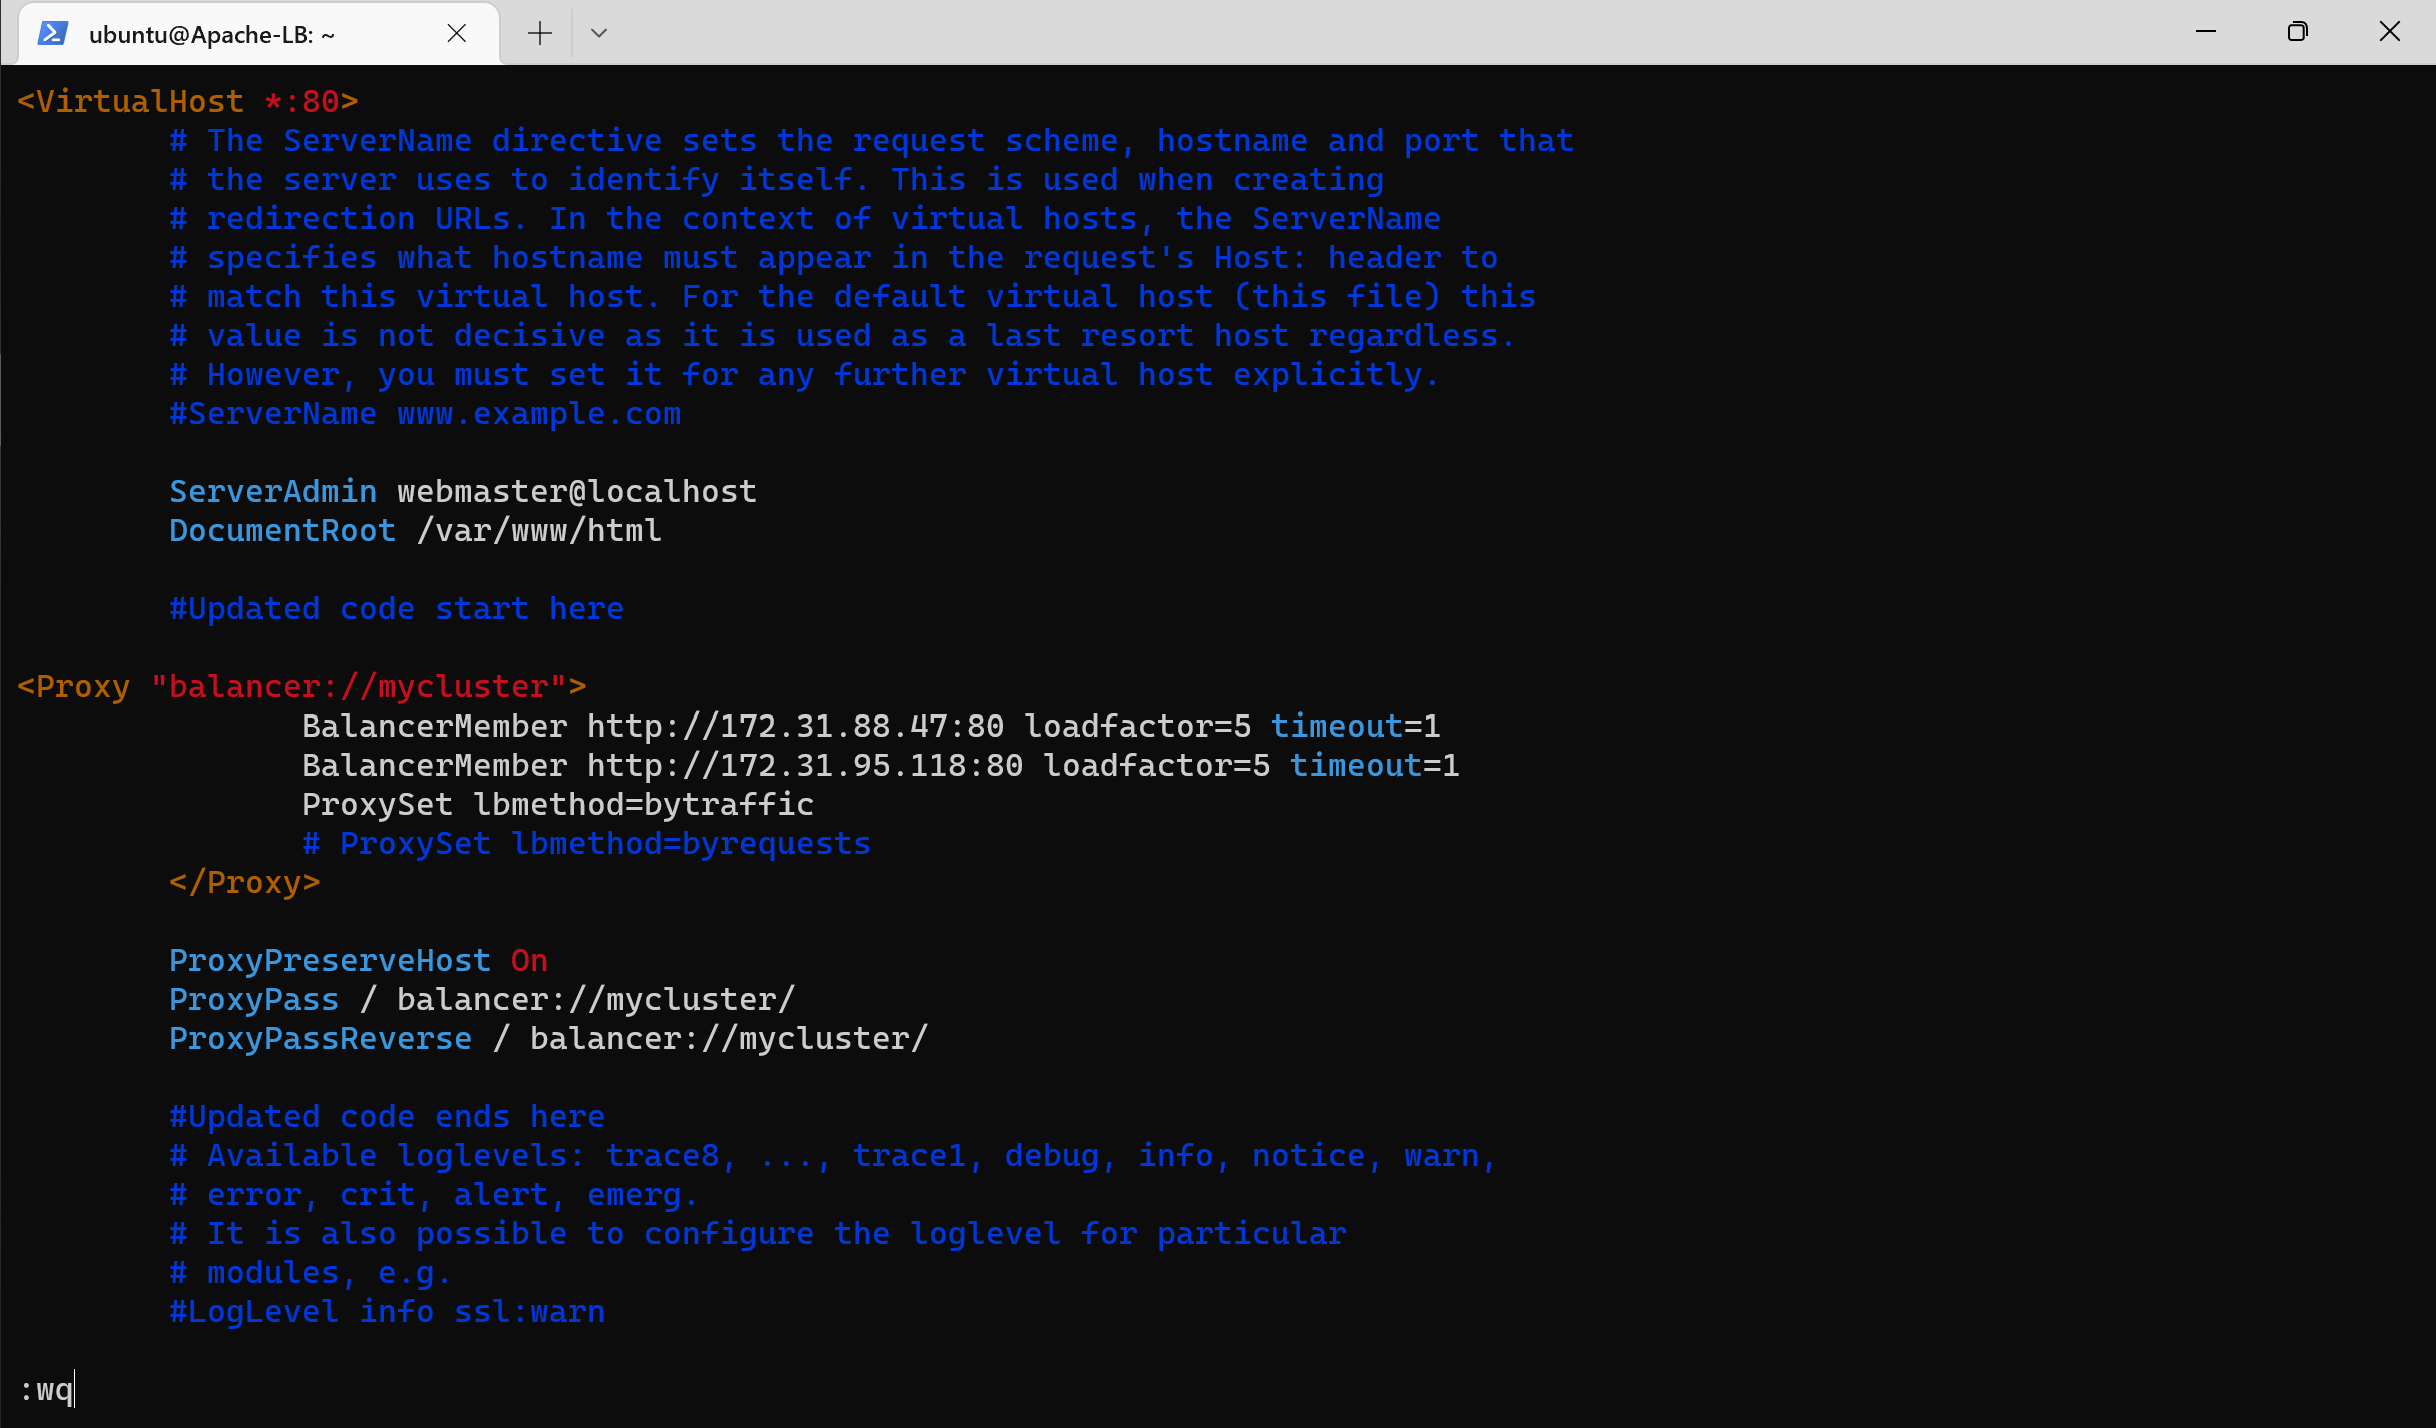 ubuntu@Apache-LB: ~
<VirtualHost *:80>
# The ServerName directive sets the request scheme, hostname and port that
# the server uses to identify itself. This is used when creating
# redirection URLs. In the context of virtual hosts, the ServerName
# specifies what hostname must appear in the request's Host: header to
# match this virtual host. For the default virtual host (this file) this
# value is not decisive as it is used as a last resort host regardless.
# However, you must set it for any further virtual host explicitly.
#ServerName www.example.com
ServerAdmin webmaster@localhost
DocumentRoot /var/www/html
#Updated code start here
<Proxy "balancer://mycluster">
BalancerMember http://172.31.88.47:80 loadfactor=5 timeout=1
BalancerMember http://172.31.95.118:80 loadfactor=5 timeout=1
ProxySet lbmethod=bytraffic
# ProxySet lbmethod=byrequests
</Proxy>
ProxyPreserveHost On
ProxyPass / balancer://mycluster/
ProxyPassReverse / balancer://mycluster/
#Updated code ends here
# Available loglevels: trace8, ..., trace1, debug, info, notice, warn,
# error, crit, alert, emerg.
# It is also possible to configure the loglevel for particular
# modules, e.g.
#LogLevel info ssl:warn
:wq